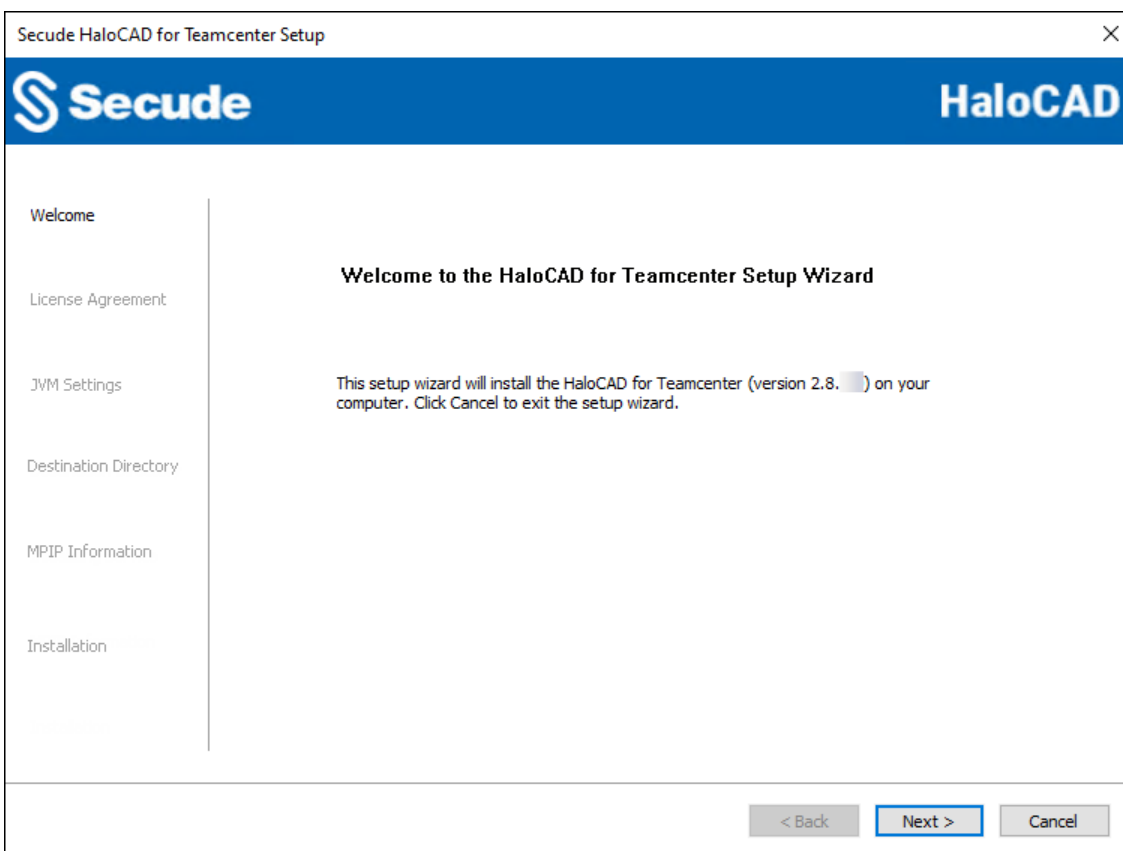 Secude HaloCAD for Teamcenter Setup
Secude
HaloCAD
Welcome
License Agreement
JVM Settings
Destination Directory
MPIP Information
Installation
Welcome to the HaloCAD for Teamcenter Setup Wizard
This setup wizard will install the HaloCAD for Teamcenter (version 2.8. ) on your
computer. Click Cancel to exit the setup wizard.
< Back
Next >
Cancel